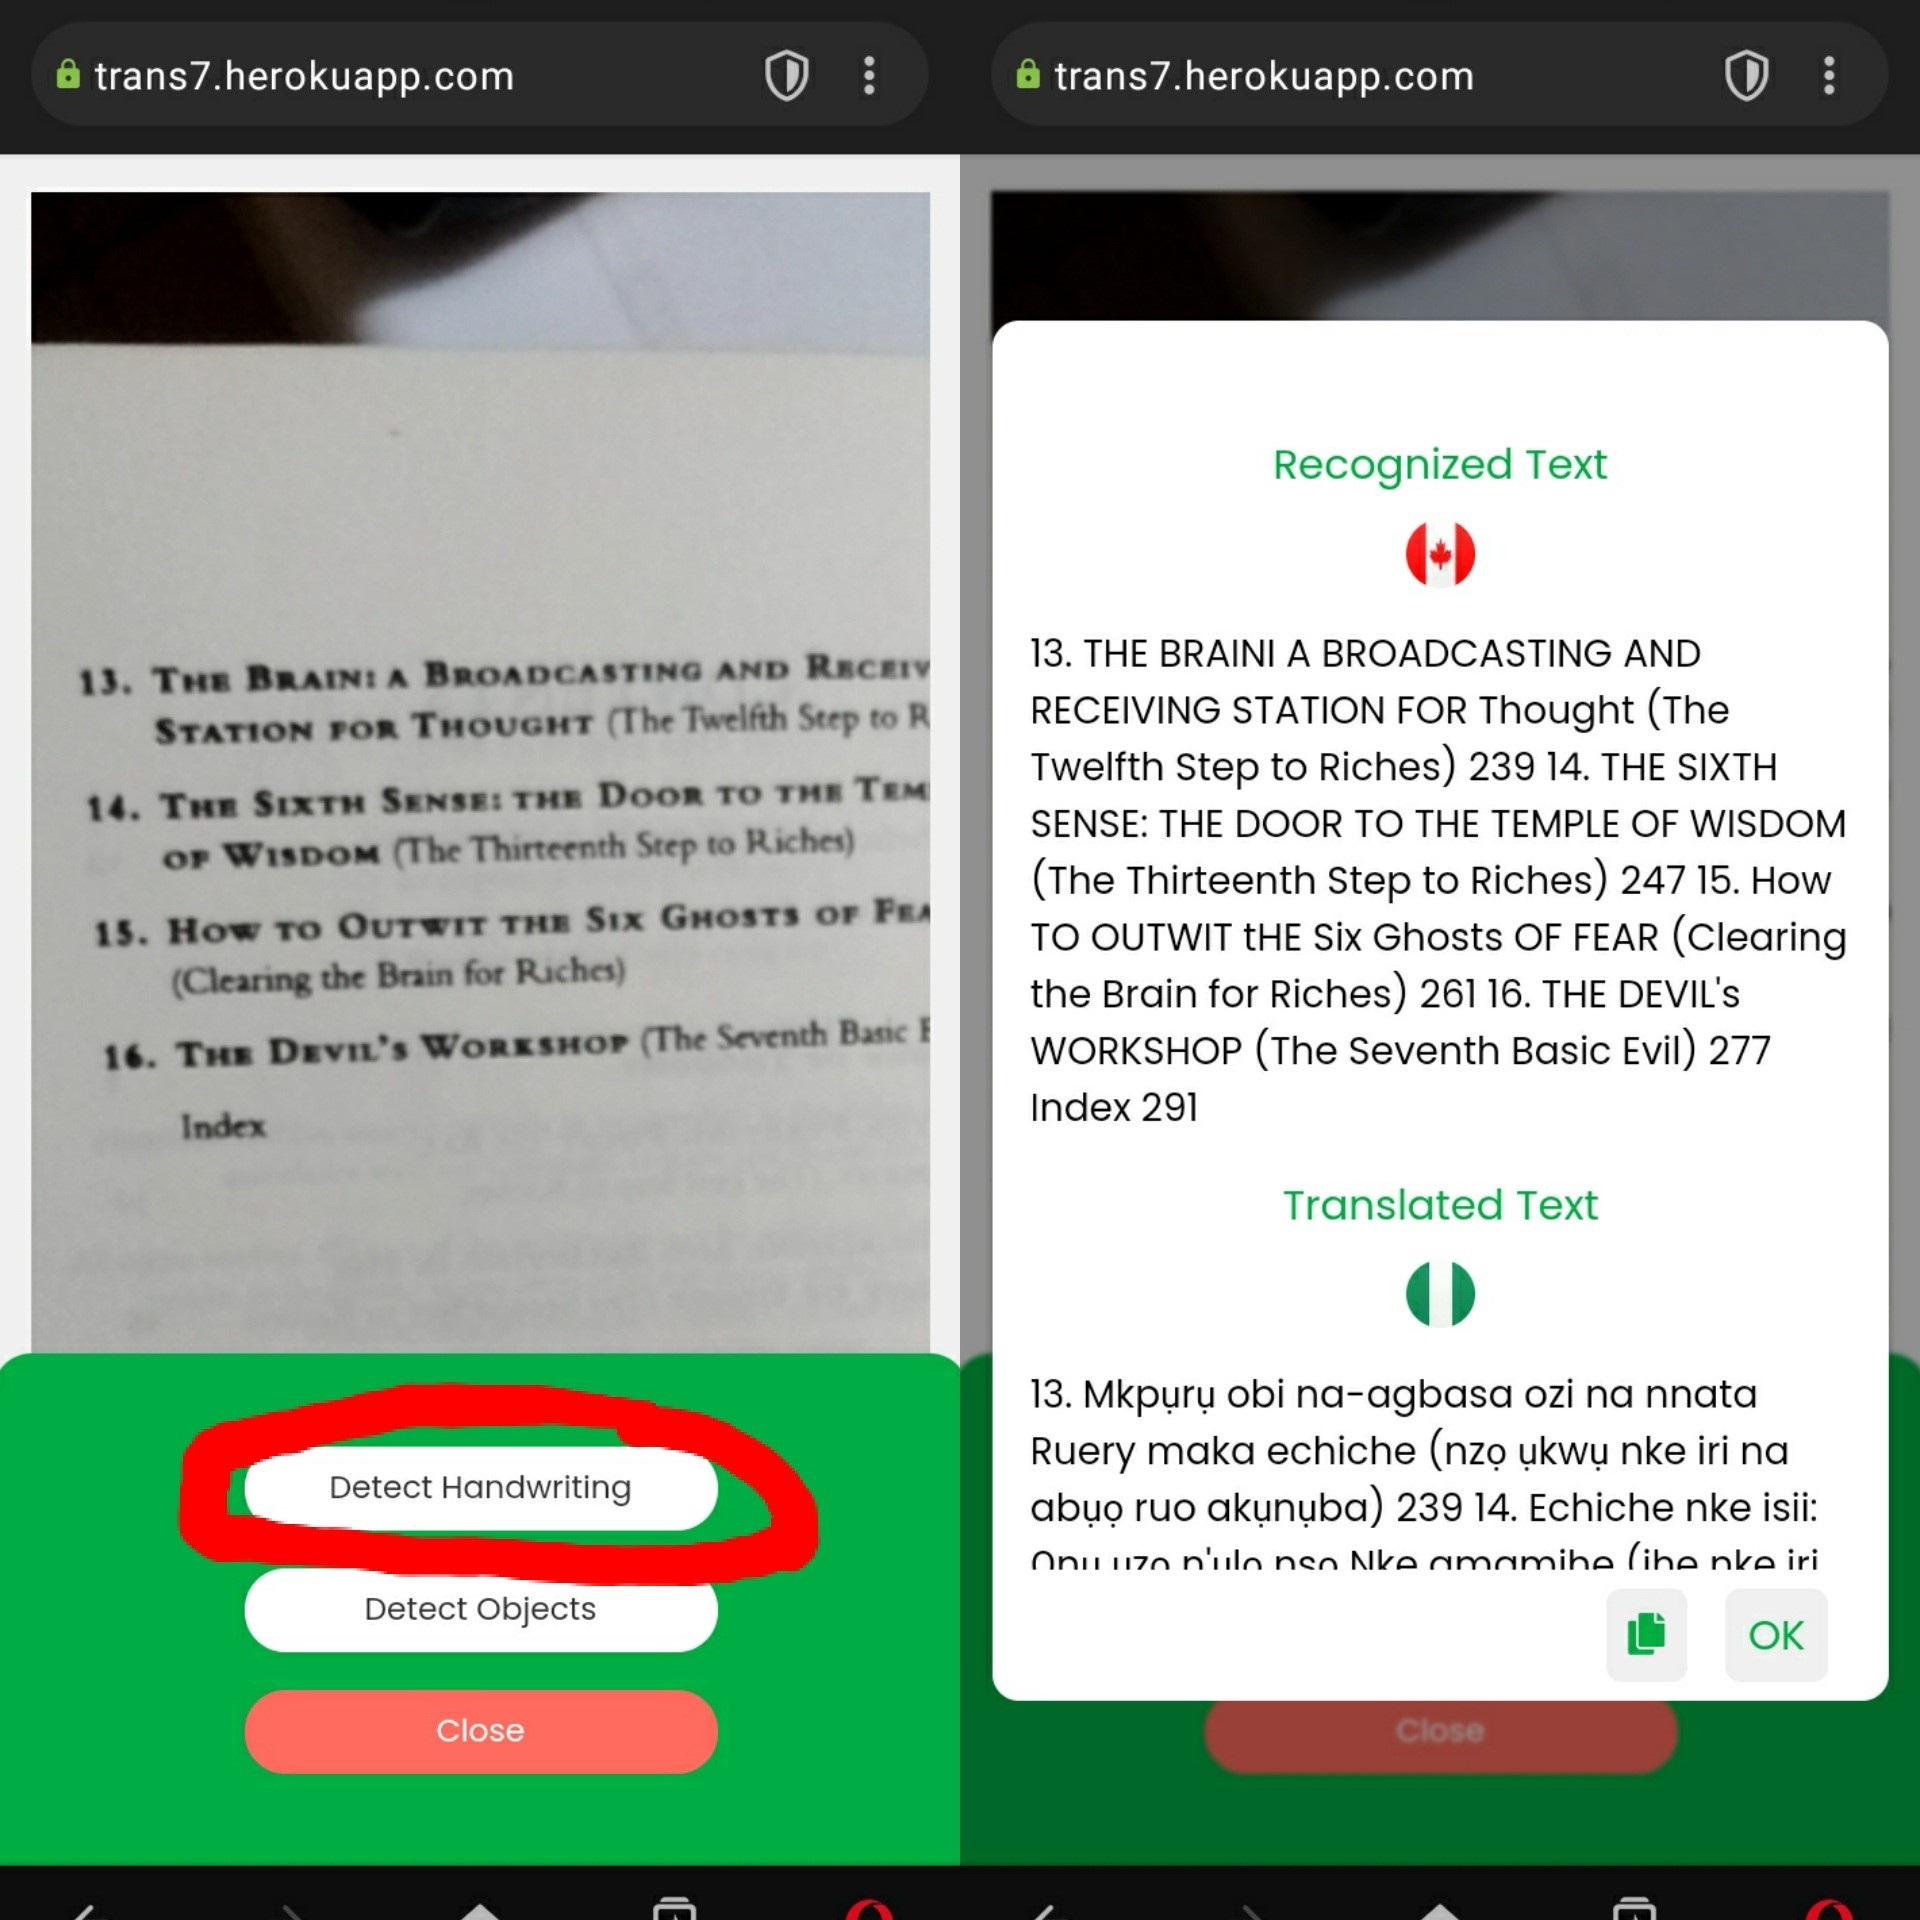 trans7.herokuapp.com
13. THE BRAIN: A BROADCASTING AND RECEIV
STATION FOR THOUGHT (The Twelfth Step to R
14. THE SIXTH SENSE: THE DOOR TO THE TEM
OF WISDOM (The Thirteenth Step to Riches)
15. HOW TO OUTWIT THE SIX GHOSTS OF FEA
(Clearing the Brain for Riches)
16. THE DEVIL'S WORKSHOP (The Seventh Basic E
Index
Detect Handwriting
Detect Objects
Close
trans7.herokuapp.com
Recognized Text
13. THE BRAINI A BROADCASTING AND
RECEIVING STATION FOR Thought (The
Twelfth Step to Riches) 239 14. THE SIXTH
SENSE: THE DOOR TO THE TEMPLE OF WISDOM
(The Thirteenth Step to Riches) 247 15. How
TO OUTWIT tHE Six Ghosts OF FEAR (Clearing
the Brain for Riches) 261 16. THE DEVIL's
WORKSHOP (The Seventh Basic Evil) 277
Index 291
Translated Text
13. Mkpụrụ obi na-agbasa ozi na nnata
Ruery maka echiche (nzọ ụkwụ nke iri na
abụọ ruo akụnụba) 239 14. Echiche nke isii:
nke iri
OK
Close